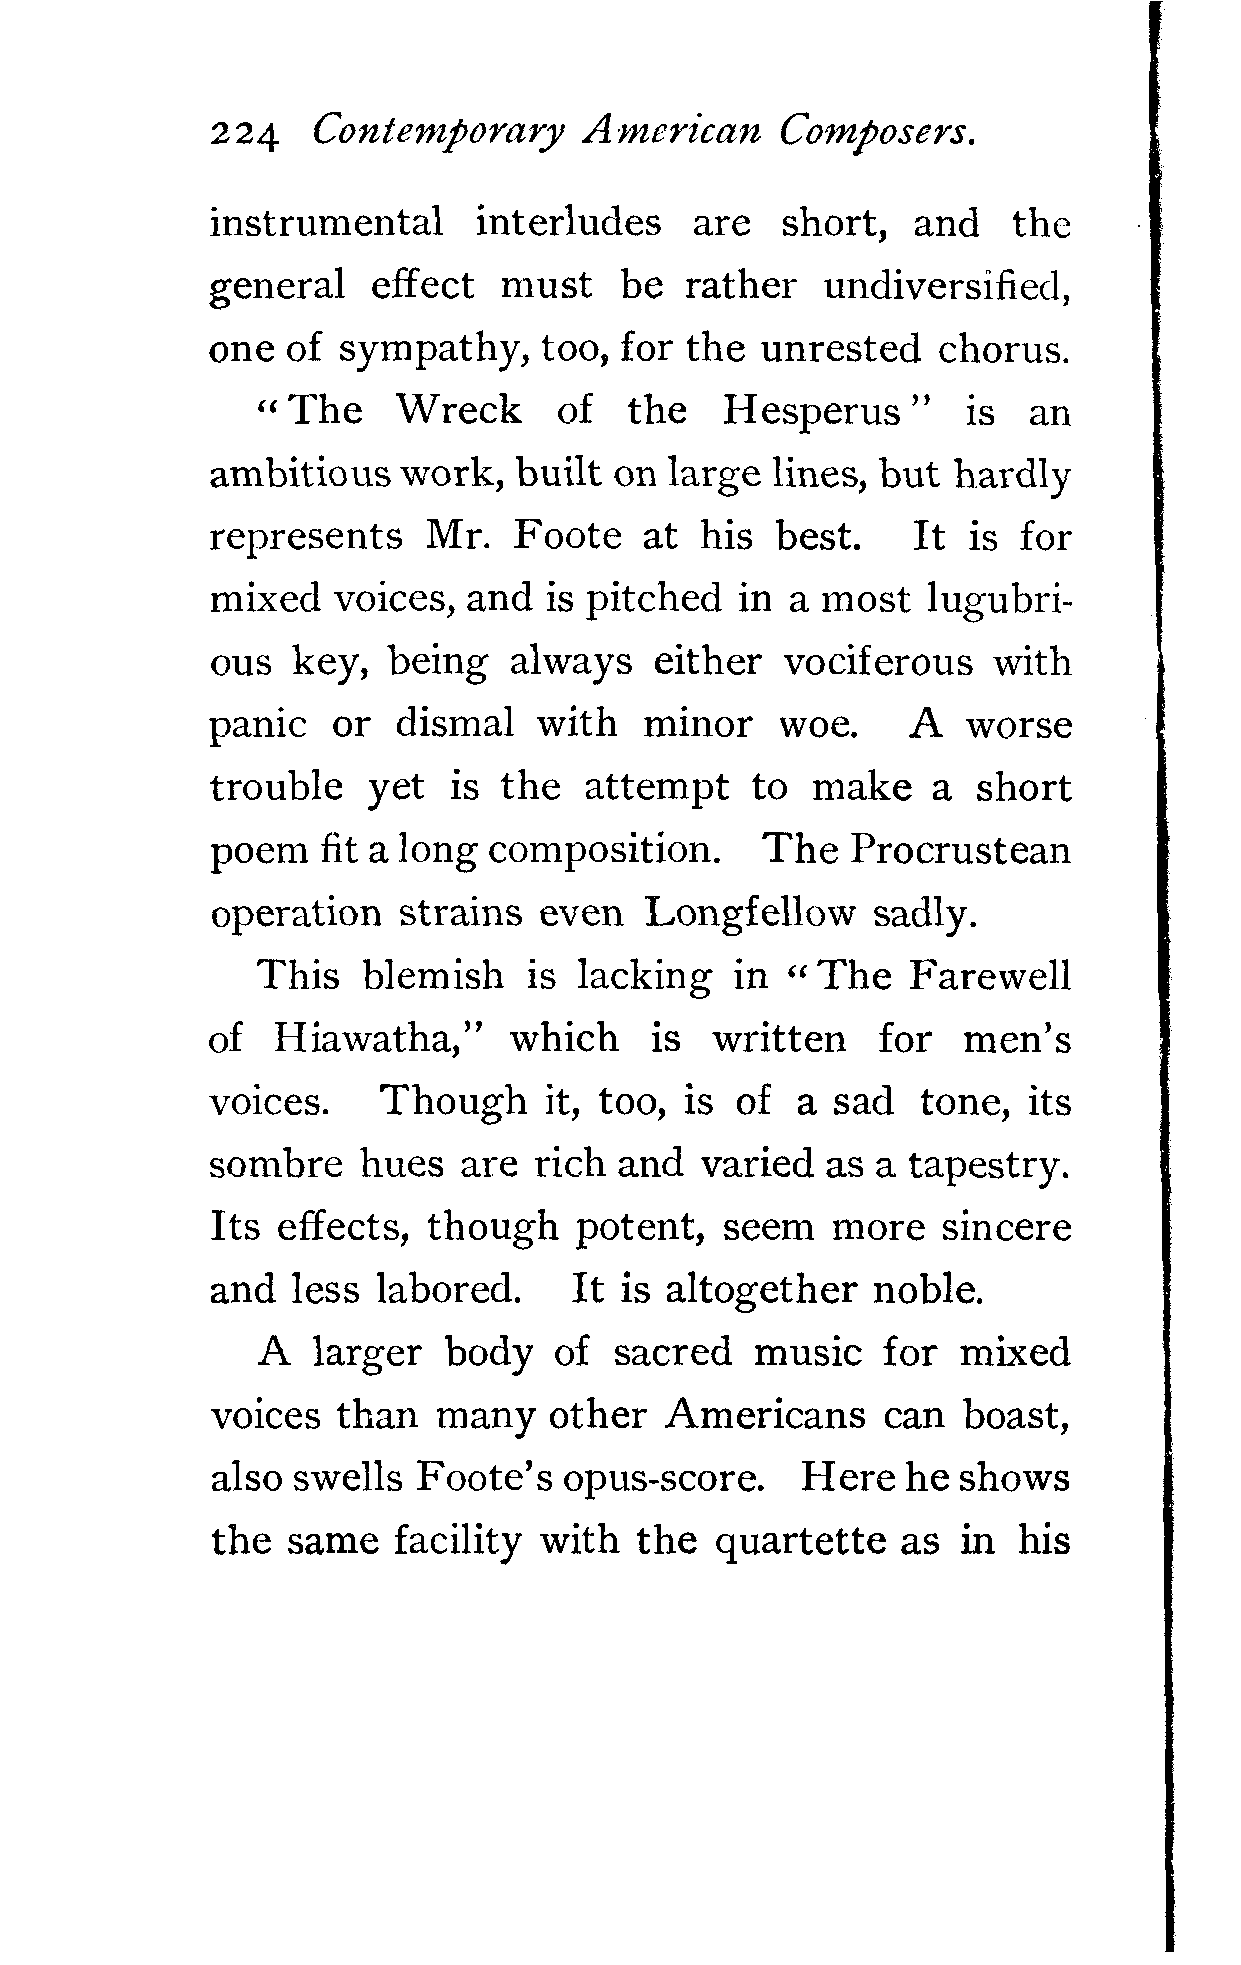 224 Contemporary American Composers.
instrumental interludes are short, and the
general effect must be rather undiversified,
one of sympathy, too, for the unrested chorus.
“ The Wreck of the Hesperus ” is an
ambitious work, built on large lines, but hardly
represents Mr. Foote at his best. It is for
mixed voices, and is pitched in a most lugubri-
ous key, being always either vociferous with
panic or dismal with minor woe. A worse
trouble yet is the attempt to make a short
poem fit a long composition. The Procrustean
operation strains even Longfellow sadly.
This blemish is lacking in “ The Farewell
of Hiawatha,” which is written for men’s
voices. Though it, too, is of a sad tone, its
sombre hues are rich and varied as a tapestry.
Its effects, though potent, seem more sincere
and less labored. It is altogether noble.
A larger body of sacred music for mixed
voices than many other Americans can boast,
also swells Foote’s opus-score. Here he shows
the same facility with the quartette as in his